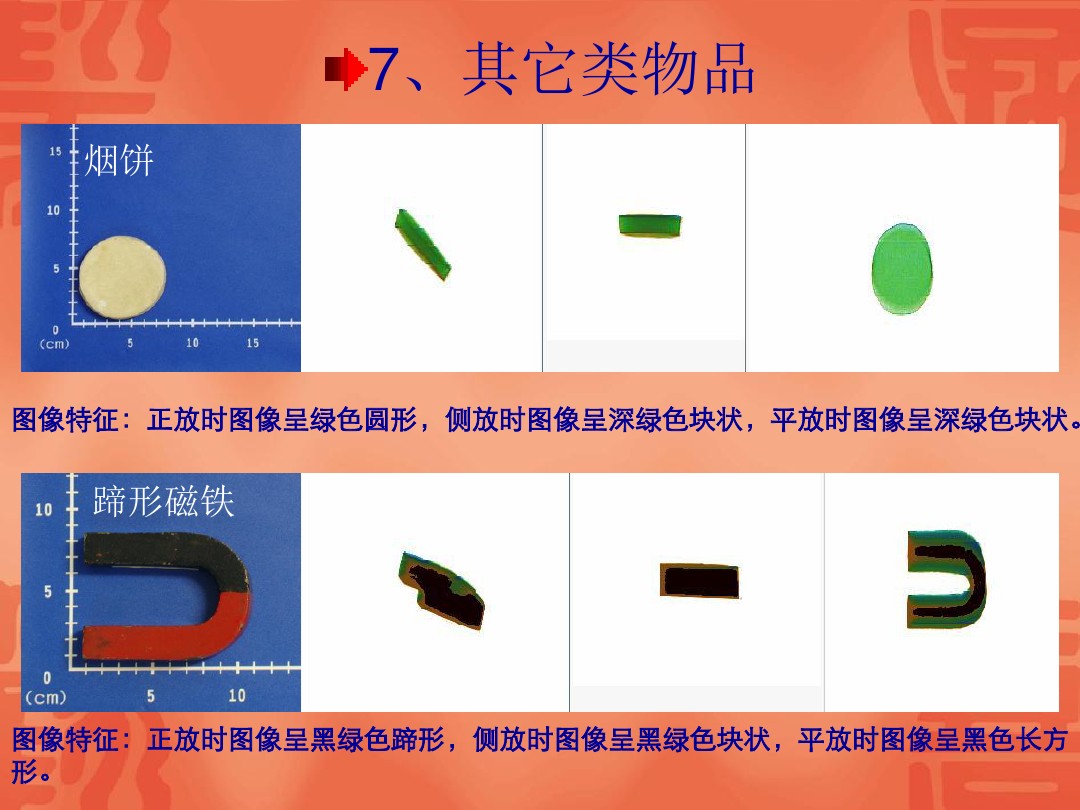 7、其它类物品
烟饼
15
10
5
0
(cm)
5 10 15
图像特征：正放时图像呈绿色圆形，侧放时图像呈深绿色块状，平放时图像呈深绿色块状。
蹄形磁铁
10
5
0
(cm)
5 10
图像特征：正放时图像呈黑绿色蹄形，侧放时图像呈黑绿色块状，平放时图像呈黑色长方
形。